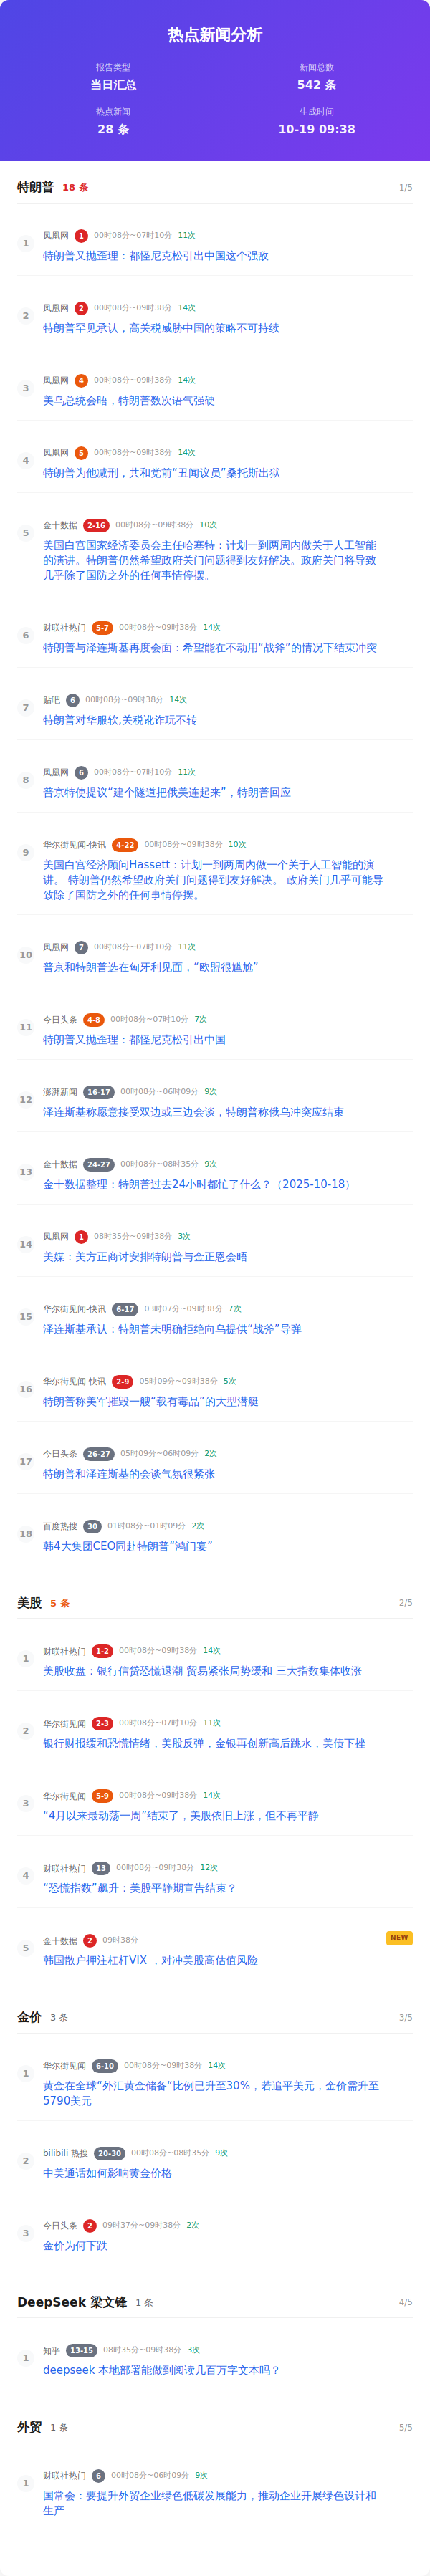 热点新闻分析
报告类型
新闻总数
当日汇总
542 条
热点新闻
生成时间
28 条
10-19 09:38
特朗普 18 条 1/5
1
凤凰网 1 00时08分~07时10分 11次
特朗普又抛歪理：都怪尼克松引出中国这个强敌
2
凤凰网 2 00时08分~09时38分 14次
特朗普罕见承认，高关税威胁中国的策略不可持续
3
凤凰网 4 00时08分~09时38分 14次
美乌总统会晤，特朗普数次语气强硬
4
凤凰网 5 00时08分~09时38分 14次
特朗普为他减刑，共和党前“丑闻议员”桑托斯出狱
5
金十数据 2-16 00时08分~09时38分 10次
美国白宫国家经济委员会主任哈塞特：计划一到两周内做关于人工智能
的演讲。特朗普仍然希望政府关门问题得到友好解决。政府关门将导致
几乎除了国防之外的任何事情停摆。
6
财联社热门 5-7 00时08分~09时38分 14次
特朗普与泽连斯基再度会面：希望能在不动用“战斧”的情况下结束冲突
7
贴吧 6 00时08分~09时38分 14次
特朗普对华服软,关税讹诈玩不转
8
凤凰网 6 00时08分~07时10分 11次
普京特使提议“建个隧道把俄美连起来”，特朗普回应
9
华尔街见闻-快讯 4-22 00时08分~09时38分 10次
美国白宫经济顾问Hassett：计划一到两周内做一个关于人工智能的演
讲。 特朗普仍然希望政府关门问题得到友好解决。 政府关门几乎可能导
致除了国防之外的任何事情停摆。
10
凤凰网 7 00时08分~07时10分 11次
普京和特朗普选在匈牙利见面，“欧盟很尴尬”
11
今日头条 4-8 00时08分~07时10分 7次
特朗普又抛歪理：都怪尼克松引出中国
12
澎湃新闻 16-17 00时08分~06时09分 9次
泽连斯基称愿意接受双边或三边会谈，特朗普称俄乌冲突应结束
13
金十数据 24-27 00时08分~08时35分 9次
金十数据整理：特朗普过去24小时都忙了什么？（2025-10-18）
14
凤凰网 1 08时35分~09时38分 3次
美媒：美方正商讨安排特朗普与金正恩会晤
15
华尔街见闻-快讯 6-17 03时07分~09时38分 7次
泽连斯基承认：特朗普未明确拒绝向乌提供“战斧”导弹
16
华尔街见闻-快讯 2-9 05时09分~09时38分 5次
特朗普称美军摧毁一艘“载有毒品”的大型潜艇
17
今日头条 26-27 05时09分~06时09分 2次
特朗普和泽连斯基的会谈气氛很紧张
18
百度热搜 30 01时08分~01时09分 2次
韩4大集团CEO同赴特朗普“鸿门宴”
美股 5 条 2/5
1
财联社热门 1-2 00时08分~09时38分 14次
美股收盘：银行信贷恐慌退潮 贸易紧张局势缓和 三大指数集体收涨
2
华尔街见闻 2-3 00时08分~07时10分 11次
银行财报缓和恐慌情绪，美股反弹，金银再创新高后跳水，美债下挫
3
华尔街见闻 5-9 00时08分~09时38分 14次
“4月以来最动荡一周”结束了，美股依旧上涨，但不再平静
4
财联社热门 13 00时08分~09时38分 12次
“恐慌指数”飙升：美股平静期宣告结束？
5
金十数据 2 09时38分 NEW
韩国散户押注杠杆VIX ，对冲美股高估值风险
金价 3 条 3/5
1
华尔街见闻 6-10 00时08分~09时38分 14次
黄金在全球“外汇黄金储备”比例已升至30%，若追平美元，金价需升至
5790美元
2
bilibili 热搜 20-30 00时08分~08时35分 9次
中美通话如何影响黄金价格
3
今日头条 2 09时37分~09时38分 2次
金价为何下跌
DeepSeek 梁文锋 1 条 4/5
1
知乎 13-15 08时35分~09时38分 3次
deepseek 本地部署能做到阅读几百万字文本吗？
外贸 1 条 5/5
1
财联社热门 6 00时08分~06时09分 9次
国常会：要提升外贸企业绿色低碳发展能力，推动企业开展绿色设计和
生产